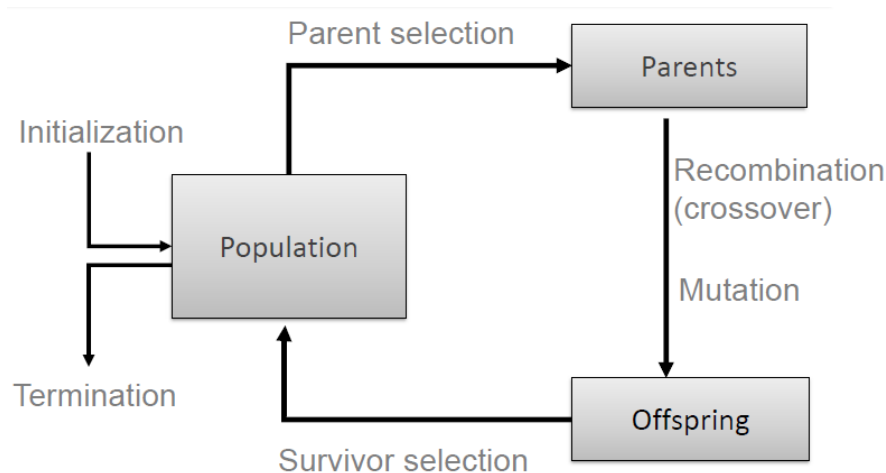 Parent selection
Parents
Initialization
Recombination
(crossover)
Population
Mutation
Termination
Offspring
Survivor selection